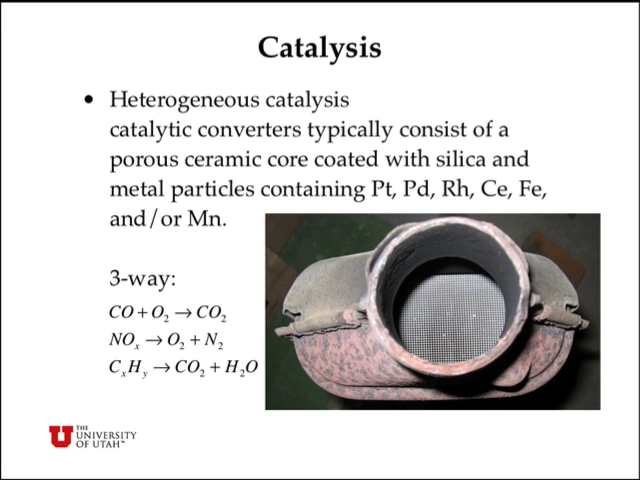 Catalysis
• Heterogeneous catalysis
catalytic converters typically consist of a
porous ceramic core coated with silica and
metal particles containing Pt, Pd, Rh, Ce, Fe,
and/or Mn.
3-way:
CO + O₂ → CO₂
NOₓ → O₂ + N₂
CₓHᵧ → CO₂ + H₂O
THE
UNIVERSITY
OF UTAH™